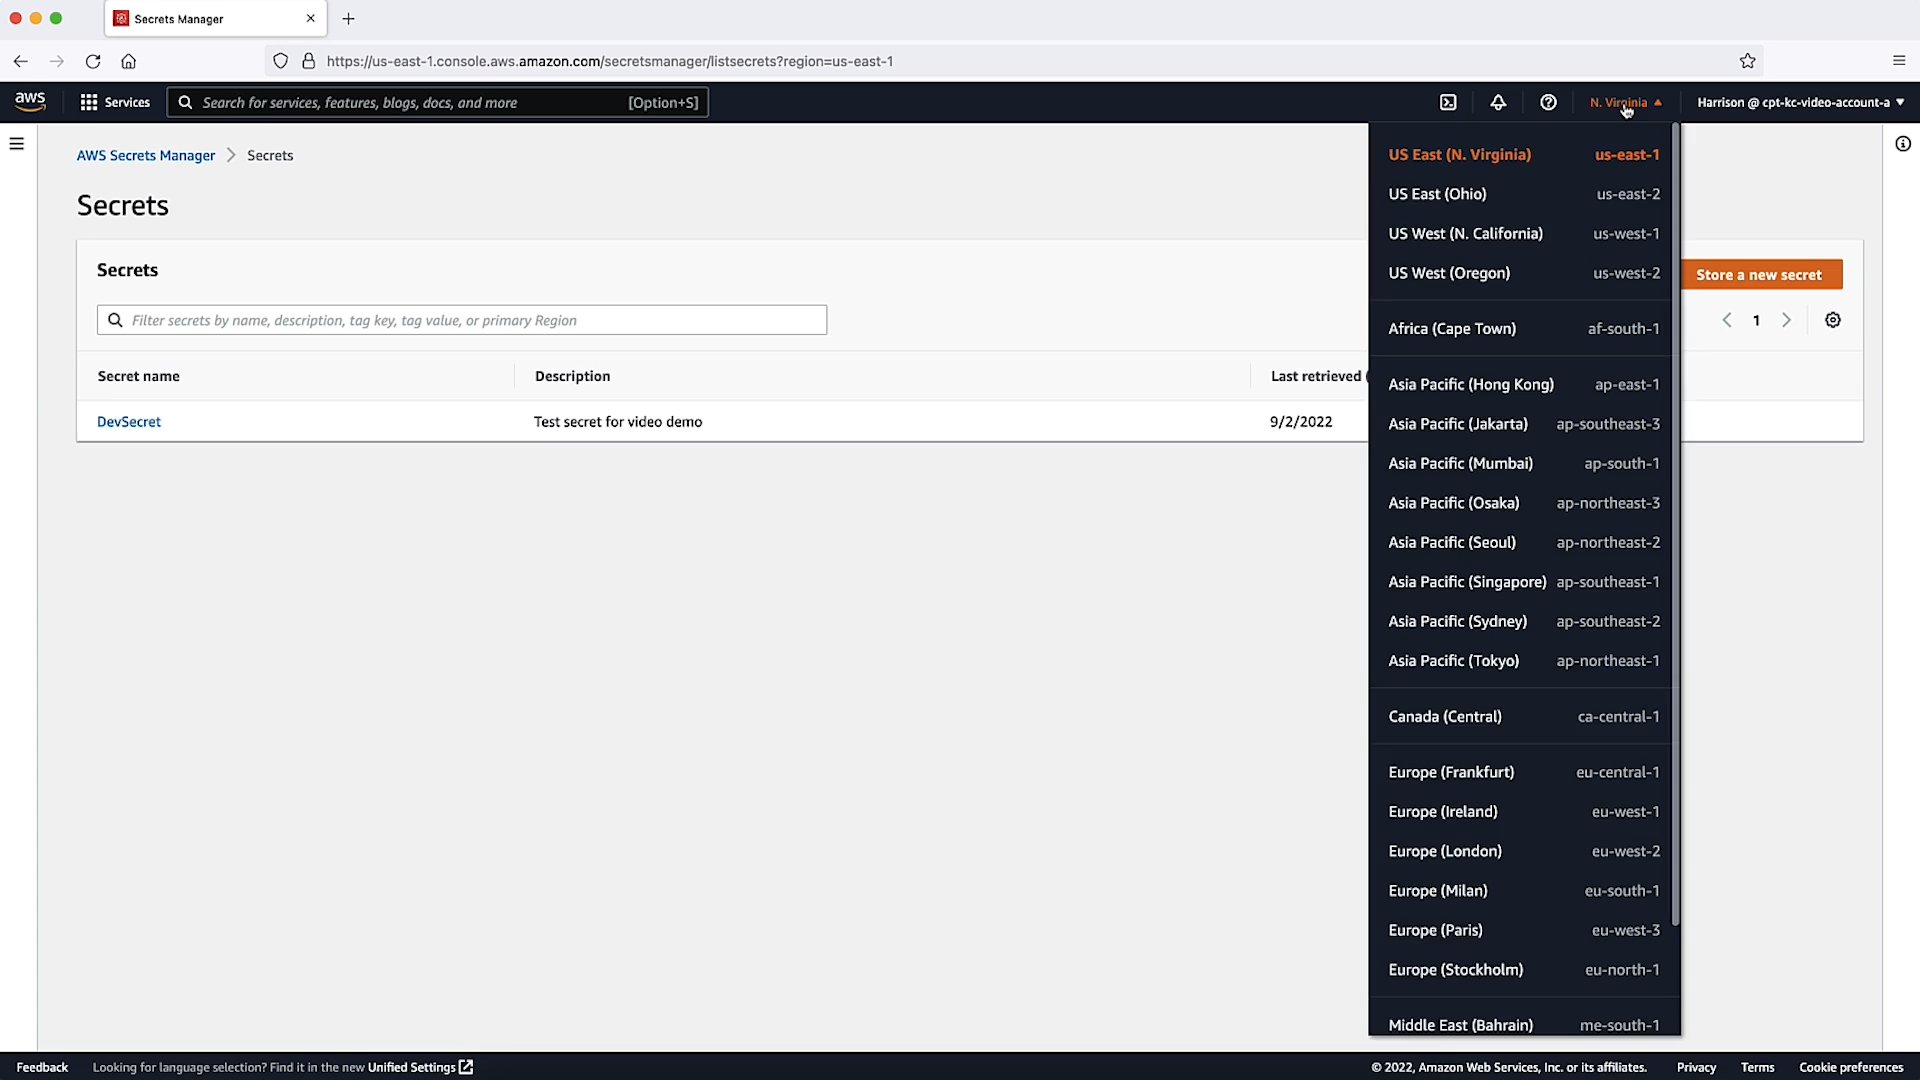 Secrets Manager
https://us-east-1.console.aws.amazon.com/secretsmanager/listsecrets?region=us-east-1
aws Services Search for services, features, blogs, docs, and more [Option+S] N. Virginia Harrison @ cpt-kc-video-account-a
AWS Secrets Manager Secrets
Secrets
Secrets
Store a new secret
Filter secrets by name, description, tag key, tag value, or primary Region
1
Secret name Description Last retrieved
DevSecret Test secret for video demo 9/2/2022
US East (N. Virginia) us-east-1
US East (Ohio) us-east-2
US West (N. California) us-west-1
US West (Oregon) us-west-2
Africa (Cape Town) af-south-1
Asia Pacific (Hong Kong) ap-east-1
Asia Pacific (Jakarta) ap-southeast-3
Asia Pacific (Mumbai) ap-south-1
Asia Pacific (Osaka) ap-northeast-3
Asia Pacific (Seoul) ap-northeast-2
Asia Pacific (Singapore) ap-southeast-1
Asia Pacific (Sydney) ap-southeast-2
Asia Pacific (Tokyo) ap-northeast-1
Canada (Central) ca-central-1
Europe (Frankfurt) eu-central-1
Europe (Ireland) eu-west-1
Europe (London) eu-west-2
Europe (Milan) eu-south-1
Europe (Paris) eu-west-3
Europe (Stockholm) eu-north-1
Middle East (Bahrain) me-south-1
Feedback Looking for language selection? Find it in the new Unified Settings © 2022, Amazon Web Services, Inc. or its affiliates. Privacy Terms Cookie preferences